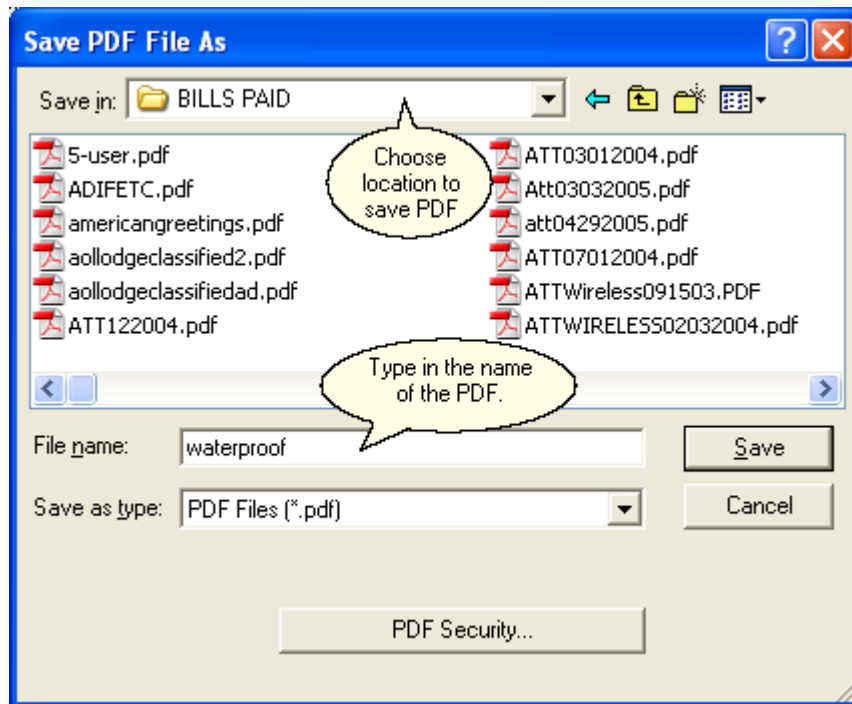 Save PDF File As
Save in: BILLS PAID
Choose
location to
save PDF
5-user.pdf
ADIFETC.pdf
americangreetings.pdf
aollodgeclassified2.pdf
aollodgeclassifiedad.pdf
ATT122004.pdf
ATT03012004.pdf
Att03032005.pdf
att04292005.pdf
ATT07012004.pdf
ATTWireless091503.PDF
ATTWIRELESS02032004.pdf
Type in the name
of the PDF.
File name: waterproof
Save
Save as type: PDF Files (*.pdf)
Cancel
PDF Security...